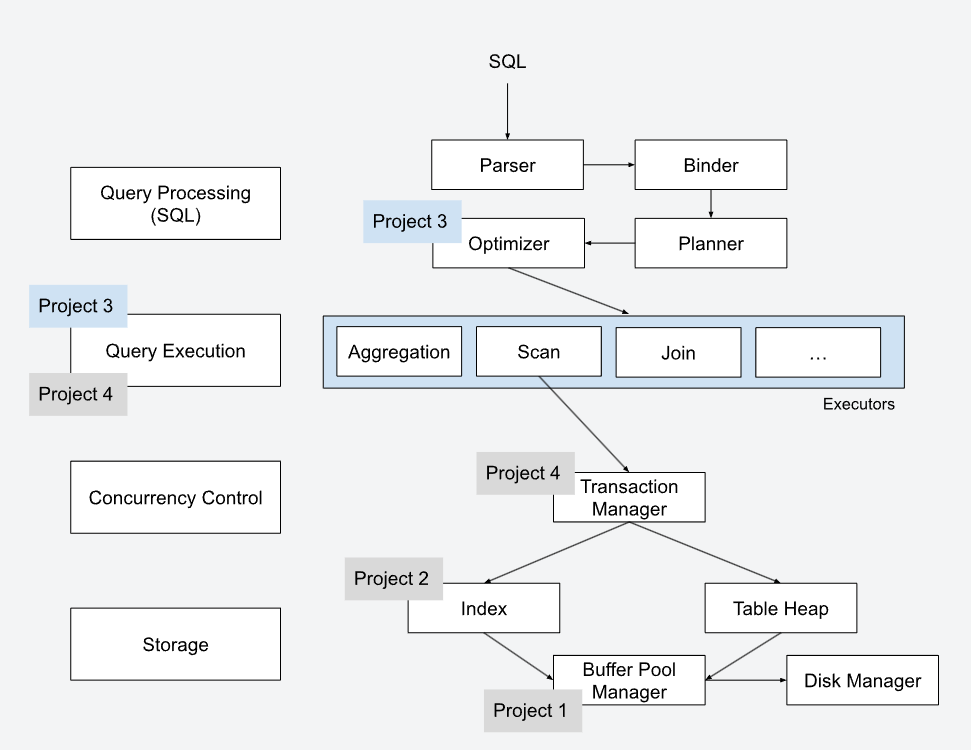 SQL
Parser
Binder
Query Processing
(SQL)
Project 3
Optimizer
Planner
Project 3
Query Execution
Project 4
Aggregation
Scan
Join
...
Executors
Concurrency Control
Project 4
Transaction
Manager
Project 2
Index
Table Heap
Storage
Buffer Pool
Manager
Disk Manager
Project 1